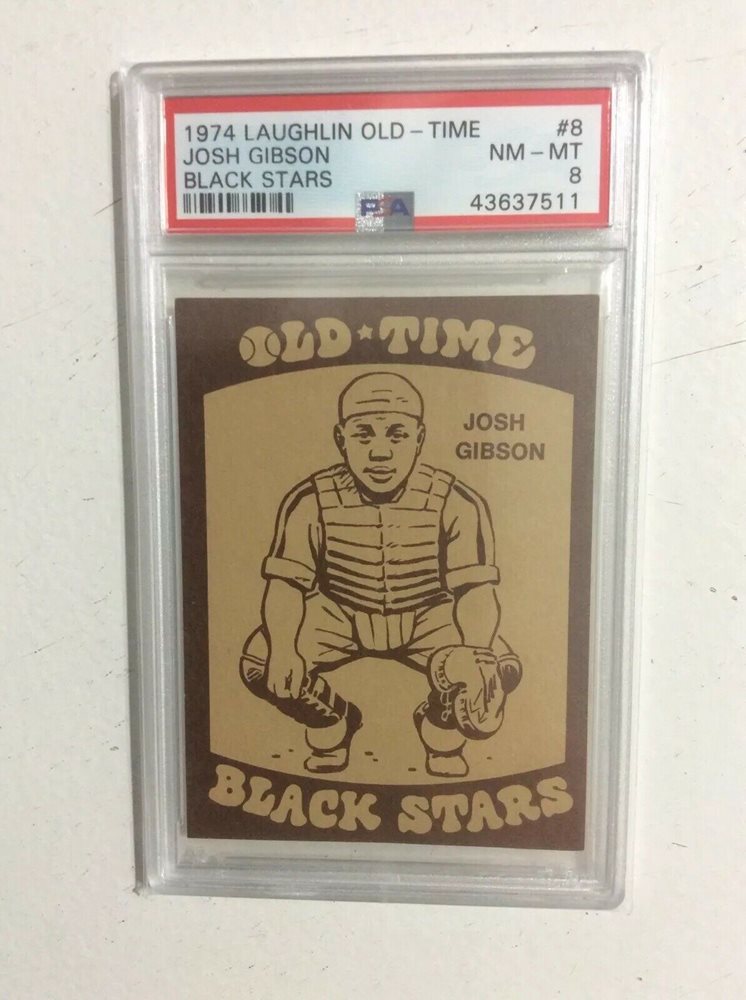 1974 LAUGHLIN OLD-TIME #8
JOSH GIBSON NM-MT
BLACK STARS 8
PSA 43637511
OLD★TIME
JOSH
GIBSON
BLACK STARS